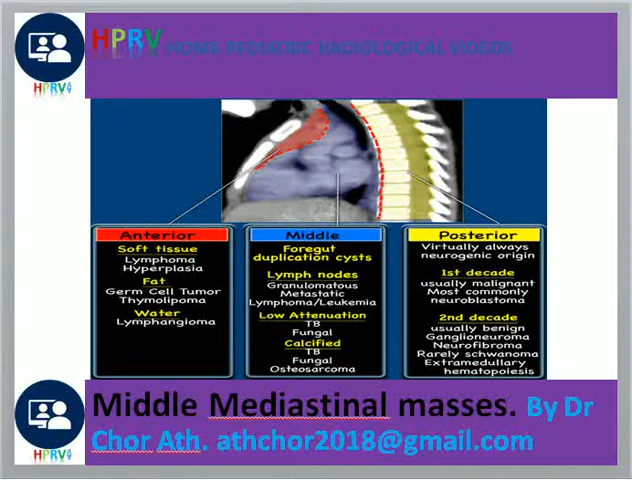 HPRV HOME PEDIATRIC RADIOLOGICAL VIDEOS
HPRV
Anterior
Soft tissue
Lymphoma
Hyperplasia
Fat
Germ Cell Tumor
Thymolipoma
Water
Lymphangioma
Middle
Foregut
duplication cysts
Lymph nodes
Granulomatous
Metastatic
Lymphoma/Leukemia
Low Attenuation
TB
Fungal
Calcified
TB
Fungal
Osteosarcoma
Posterior
Virtually always
neurogenic origin
1st decade
usually malignant
Most commonly
neuroblastoma
2nd decade
usually benign
Ganglioneuroma
Neurofibroma
Rarely schwanoma
Extramedullary
hematopoiesis
Middle Mediastinal masses. By Dr
Chor Ath. athchor2018@gmail.com
HPRV